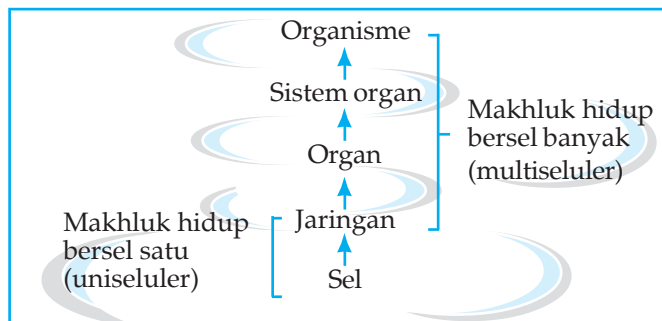 Organisme
Sistem organ
Makhluk hidup
bersel banyak
(multiseluler)
Organ
Jaringan
Makhluk hidup
bersel satu
(uniseluler)
Sel